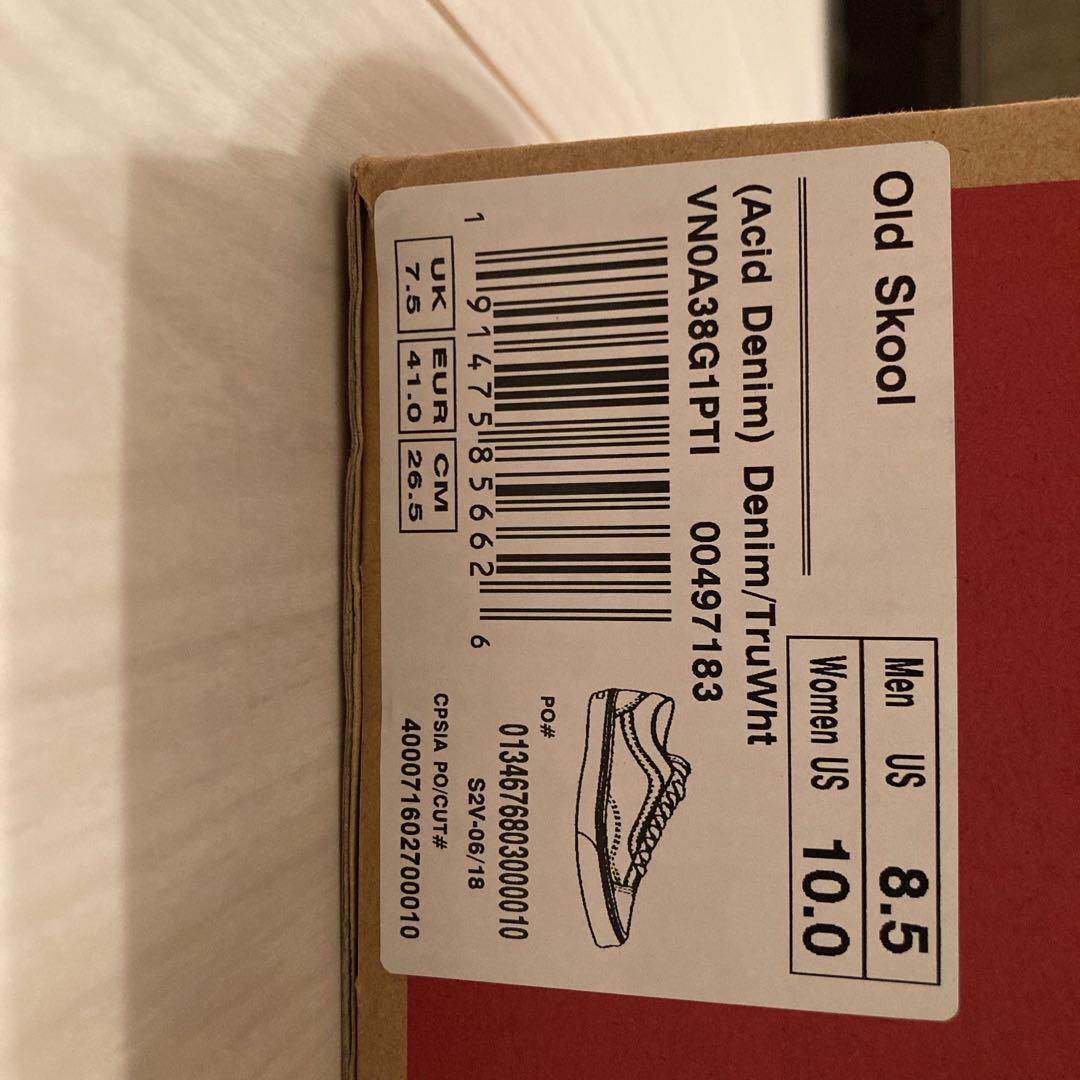 Old Skool
Men US 8.5
Women US 10.0
(Acid Denim) Denim/TruWht
VN0A38G1PTI 00497183
1 91475 85662 6
UK EUR CM
7.5 41.0 26.5
PO#
01346768030000010
S2V-06/18
CPSIA PO/CUT#
400071602700010